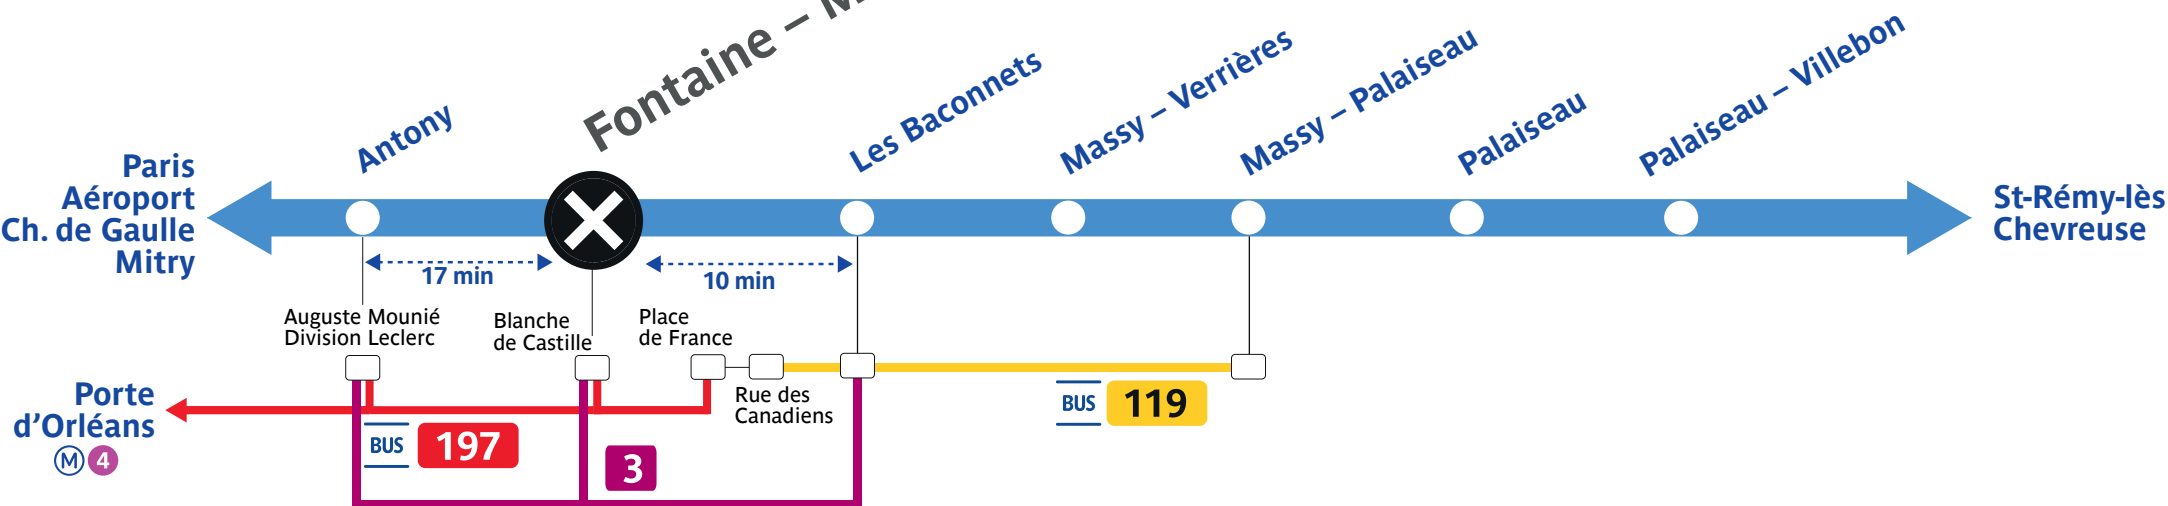 Fontaine –
Antony
Les Baconnets
Massy – Verrières
Massy – Palaiseau
Palaiseau
Palaiseau – Villebon
Paris
Aéroport
Ch. de Gaulle
Mitry
St-Rémy-lès
Chevreuse
17 min
10 min
Auguste Mounié
Division Leclerc
Blanche
de Castille
Place
de France
Rue des
Canadiens
Porte
d’Orléans
M 4
BUS 197
3
BUS 119